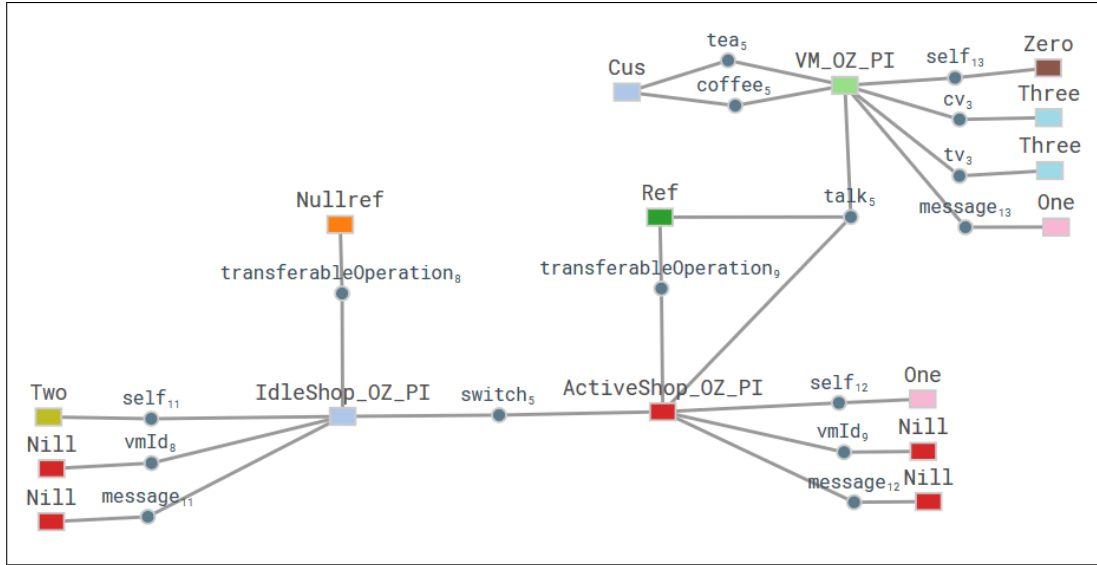 tea₅
VM_OZ_PI
self₁₃
Zero
Cus
coffee₅
cv₃
Three
tv₃
Three
Nullref
Ref
talk₅
message₁₃
One
transferableOperation₈
transferableOperation₉
Two
self₁₁
IdleShop_OZ_PI
switch₅
ActiveShop_OZ_PI
self₁₂
One
Nill
vmId₈
vmId₉
Nill
Nill
message₁₁
message₁₂
Nill